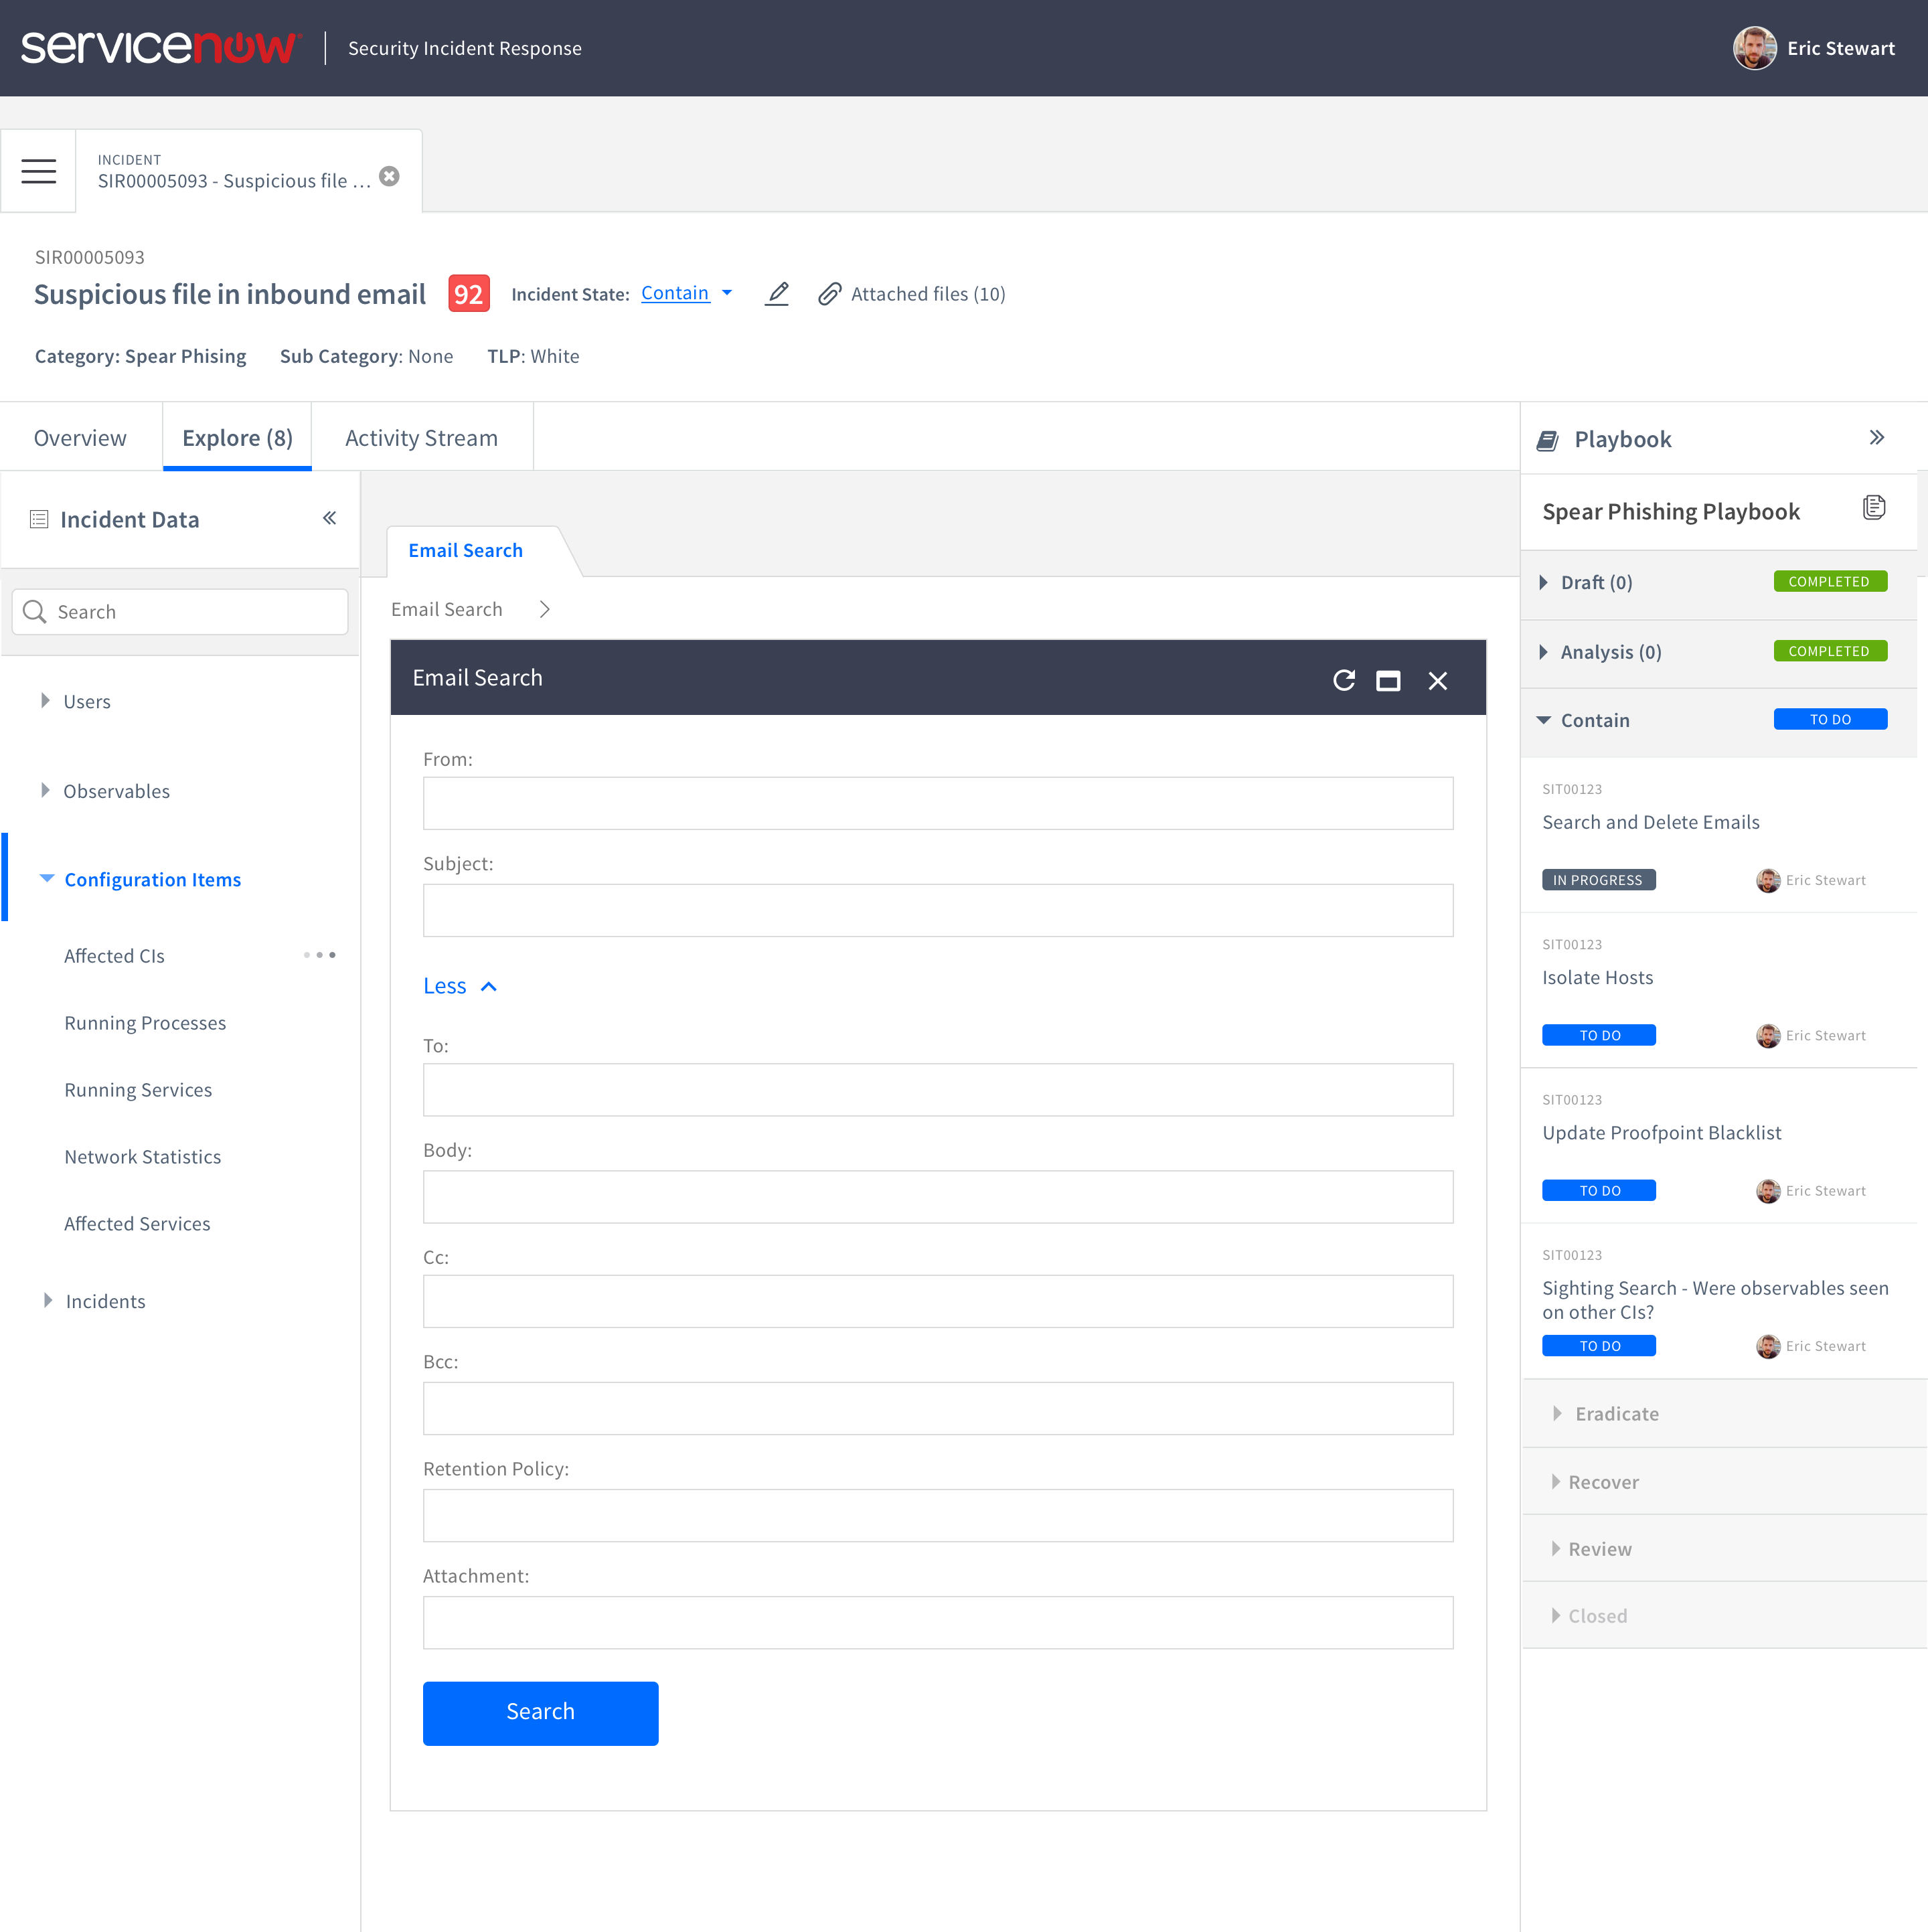 servicenow
Security Incident Response
Eric Stewart
INCIDENT
SIR00005093 - Suspicious file ...
SIR00005093
Suspicious file in inbound email
92
Incident State: Contain
Attached files (10)
Category: Spear Phising
Sub Category: None
TLP: White
Overview
Explore (8)
Activity Stream
Incident Data
Search
Users
Observables
Configuration Items
Affected CIs
Running Processes
Running Services
Network Statistics
Affected Services
Incidents
Email Search
Email Search
Email Search
From:
Subject:
Less
To:
Body:
Cc:
Bcc:
Retention Policy:
Attachment:
Search
Playbook
Spear Phishing Playbook
Draft (0)
COMPLETED
Analysis (0)
COMPLETED
Contain
TO DO
SIT00123
Search and Delete Emails
IN PROGRESS
Eric Stewart
SIT00123
Isolate Hosts
TO DO
Eric Stewart
SIT00123
Update Proofpoint Blacklist
TO DO
Eric Stewart
SIT00123
Sighting Search - Were observables seen
on other CIs?
TO DO
Eric Stewart
Eradicate
Recover
Review
Closed